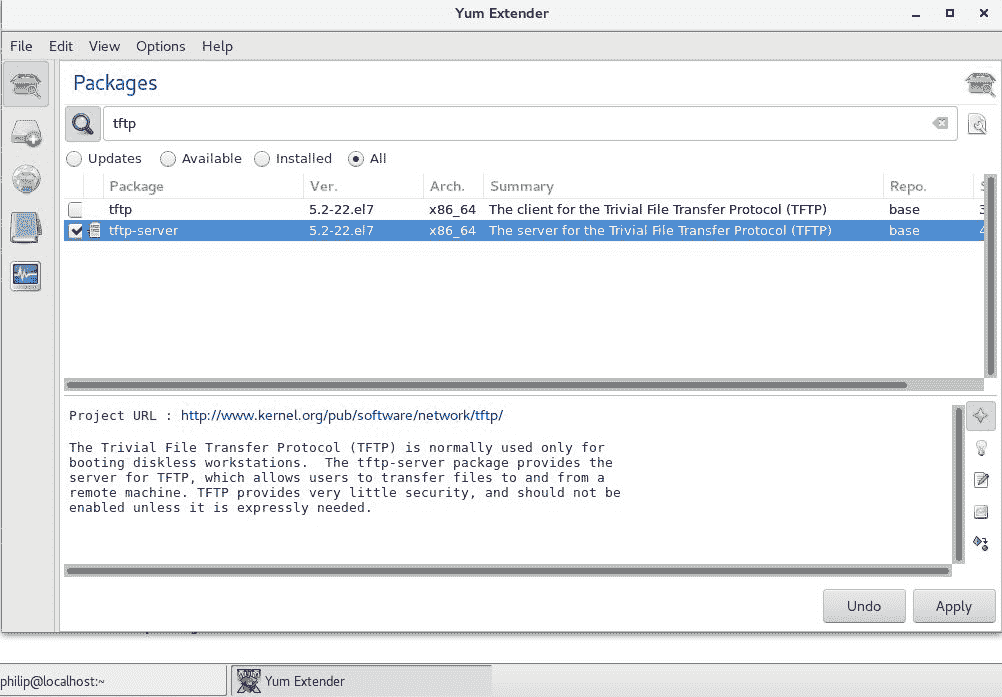 Yum Extender
File Edit View Options Help
Packages
tftp
Updates Available Installed All
Package Ver. Arch. Summary Repo.
tftp 5.2-22.el7 x86_64 The client for the Trivial File Transfer Protocol (TFTP) base
tftp-server 5.2-22.el7 x86_64 The server for the Trivial File Transfer Protocol (TFTP) base
Project URL : http://www.kernel.org/pub/software/network/tftp/
The Trivial File Transfer Protocol (TFTP) is normally used only for
booting diskless workstations.  The tftp-server package provides the
server for TFTP, which allows users to transfer files to and from a
remote machine. TFTP provides very little security, and should not be
enabled unless it is expressly needed.
Undo Apply
philip@localhost:~ Yum Extender